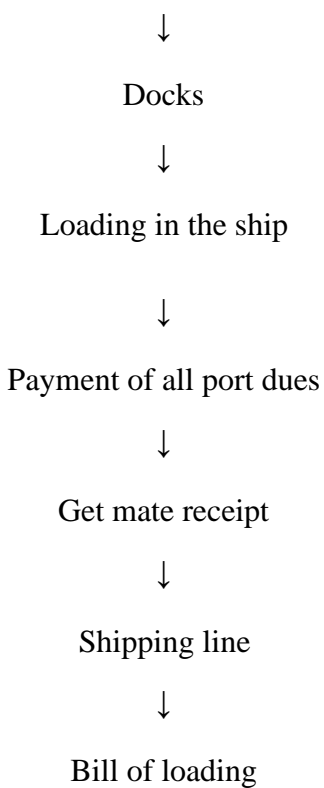 ↓
Docks
↓
Loading in the ship
↓
Payment of all port dues
↓
Get mate receipt
↓
Shipping line
↓
Bill of loading